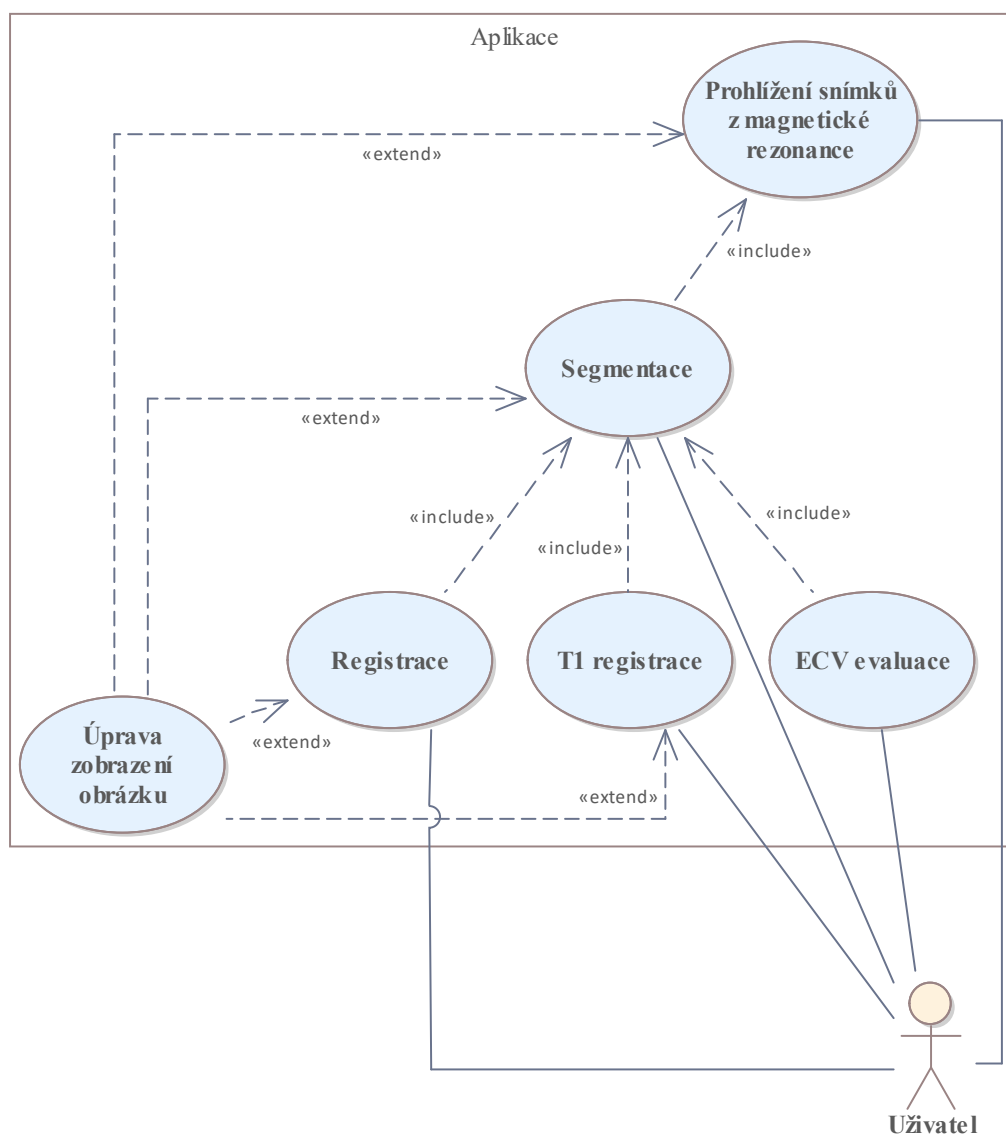 Aplikace
Prohlížení snímků
z magnetické
rezonance
«extend»
«include»
Segmentace
«extend»
«include»
«include»
«include»
Registrace
T1 registrace
ECV evaluace
Úprava
zobrazení
obrázku
«extend»
«extend»
Uživatel